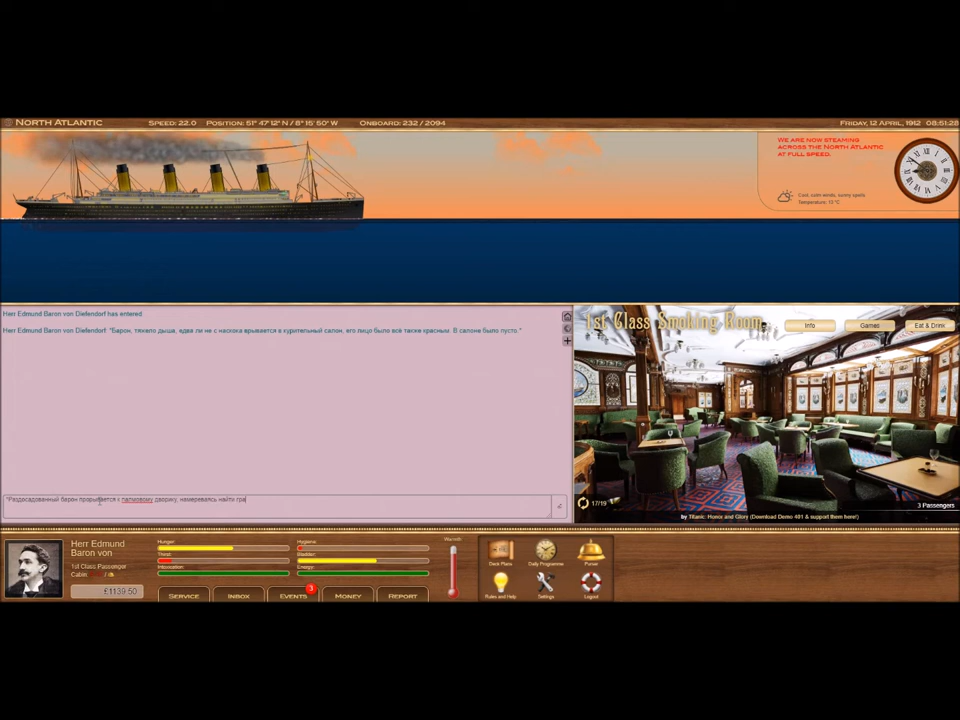 NORTH ATLANTIC
SPEED: 22.0
POSITION: 51° 47' 12" N / 8° 15' 50" W
ONBOARD: 232 / 2094
FRIDAY, 12 APRIL, 1912 08:51:28
WE ARE NOW STEAMING
ACROSS THE NORTH ATLANTIC
AT FULL SPEED.
Cool, calm winds, sunny spells.
Temperature: 13 °C
Herr Edmund Baron von Diefendorf has entered
Herr Edmund Baron von Diefendorf "Барон, тяжело дыша, едва ли не с наскока врывается в курительный салон, его лицо было всё также красным. В салоне было пусто."
1st Class Smoking Room
Info
Games
Eat & Drink
17/19
3 Passengers
by Titanic: Honor and Glory (Download Demo 401 & support them here!)
"Раздосадованный барон прорывается к палмовому дворику, намереваясь найти гра
Herr Edmund
Baron von
1st Class Passenger
Cabin:
£1139.50
Hunger:
Thirst:
Intoxication:
Hygiene:
Bladder:
Energy:
Warmth
SERVICE
INBOX
EVENTS
3
MONEY
REPORT
Deck Plans
Daily Programme
Purser
Rules and Help
Settings
Logout